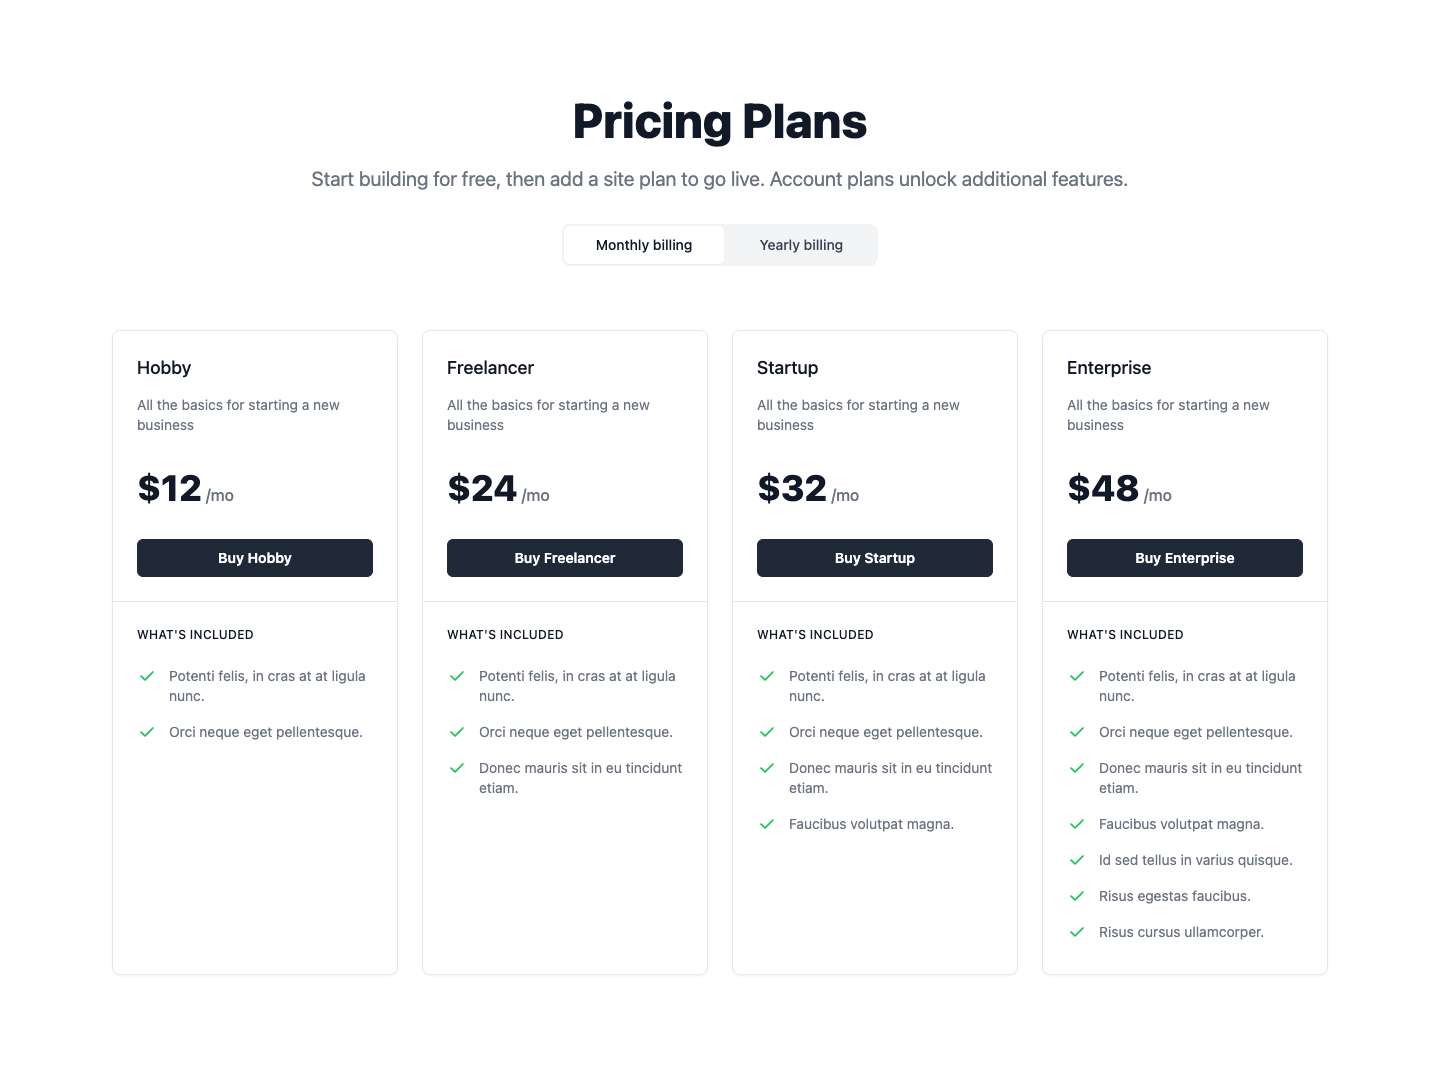 Pricing Plans
Start building for free, then add a site plan to go live. Account plans unlock additional features.
Monthly billing
Yearly billing
Hobby
All the basics for starting a new
business
$12 /mo
Buy Hobby
WHAT'S INCLUDED
Potenti felis, in cras at at ligula
nunc.
Orci neque eget pellentesque.
Freelancer
All the basics for starting a new
business
$24 /mo
Buy Freelancer
WHAT'S INCLUDED
Potenti felis, in cras at at ligula
nunc.
Orci neque eget pellentesque.
Donec mauris sit in eu tincidunt
etiam.
Startup
All the basics for starting a new
business
$32 /mo
Buy Startup
WHAT'S INCLUDED
Potenti felis, in cras at at ligula
nunc.
Orci neque eget pellentesque.
Donec mauris sit in eu tincidunt
etiam.
Faucibus volutpat magna.
Enterprise
All the basics for starting a new
business
$48 /mo
Buy Enterprise
WHAT'S INCLUDED
Potenti felis, in cras at at ligula
nunc.
Orci neque eget pellentesque.
Donec mauris sit in eu tincidunt
etiam.
Faucibus volutpat magna.
Id sed tellus in varius quisque.
Risus egestas faucibus.
Risus cursus ullamcorper.